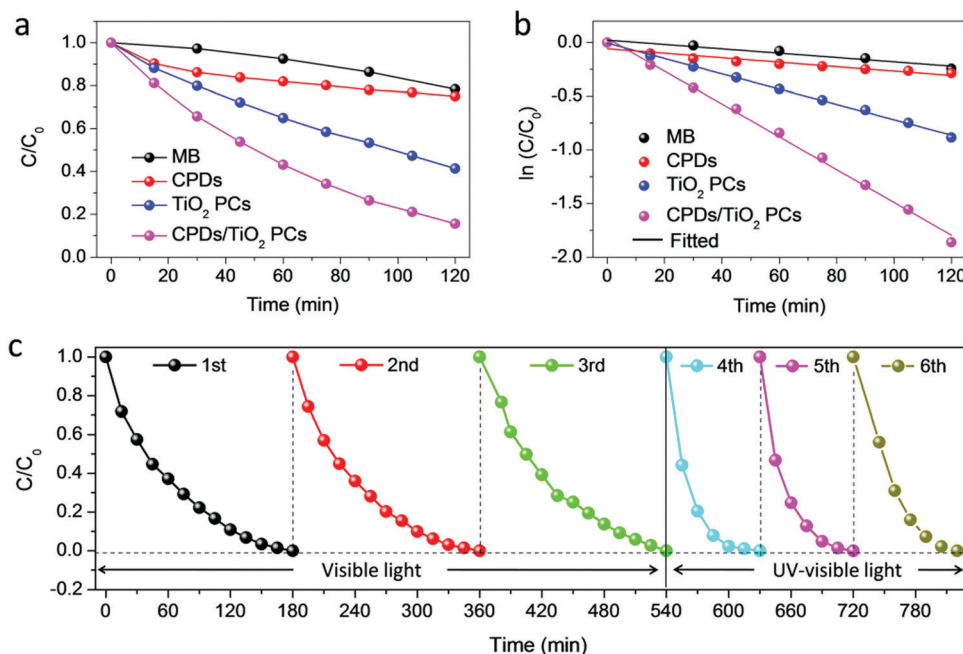 a
1.0
0.8
0.6
0.4
0.2
0.0
C/C₀
MB
CPDs
TiO₂ PCs
CPDs/TiO₂ PCs
0 20 40 60 80 100 120
Time (min)
b
0.0
-0.5
-1.0
-1.5
-2.0
ln (C/C₀)
MB
CPDs
TiO₂ PCs
CPDs/TiO₂ PCs
Fitted
0 20 40 60 80 100 120
Time (min)
c
1st 2nd 3rd 4th 5th 6th
1.0
0.8
0.6
0.4
0.2
0.0
-0.2
C/C₀
Visible light UV-visible light
0 60 120 180 240 300 360 420 480 540 600 660 720 780
Time (min)